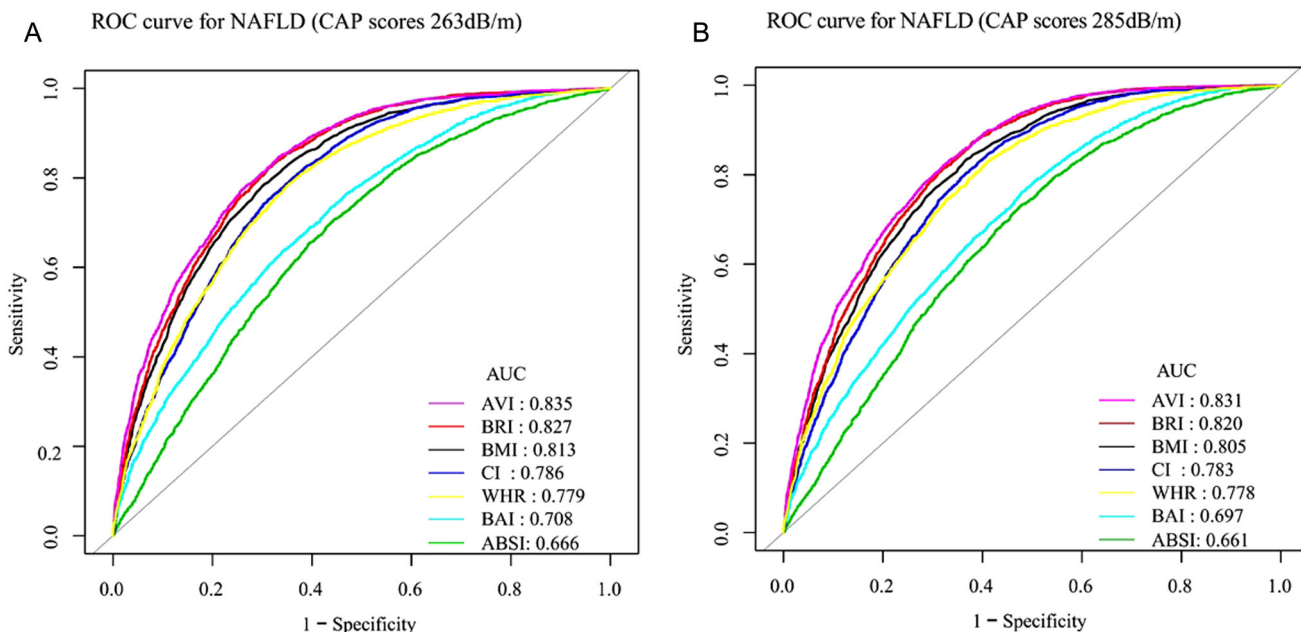 A
ROC curve for NAFLD (CAP scores 263dB/m)
Sensitivity
1.0
0.8
0.6
0.4
0.2
0.0
AUC
AVI : 0.835
BRI : 0.827
BMI : 0.813
CI : 0.786
WHR : 0.779
BAI : 0.708
ABSI: 0.666
0.0 0.2 0.4 0.6 0.8 1.0
1 − Specificity
B
ROC curve for NAFLD (CAP scores 285dB/m)
Sensitivity
1.0
0.8
0.6
0.4
0.2
0.0
AUC
AVI : 0.831
BRI : 0.820
BMI : 0.805
CI : 0.783
WHR : 0.778
BAI : 0.697
ABSI: 0.661
0.0 0.2 0.4 0.6 0.8 1.0
1 − Specificity